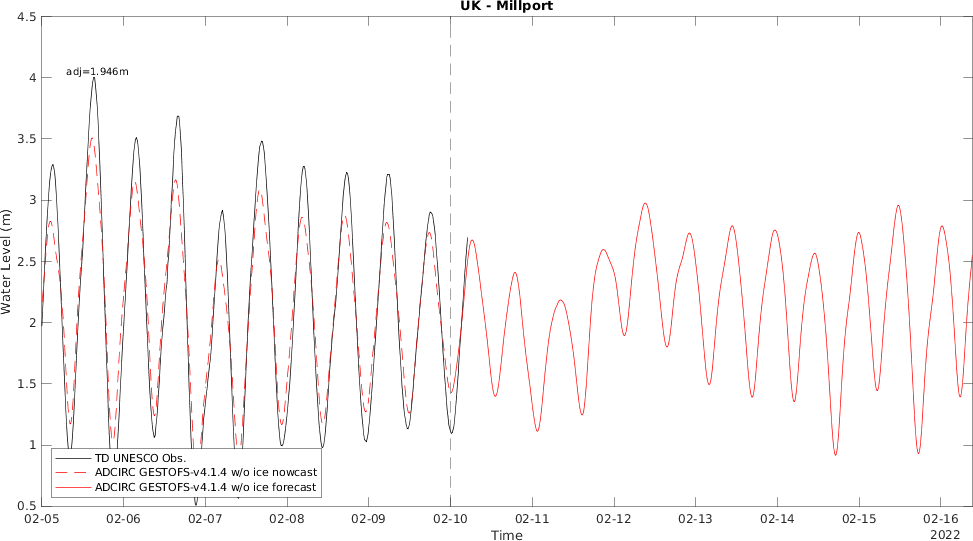 UK - Millport
4.5
4
3.5
3
2.5
2
1.5
1
0.5
Water Level (m)
adj=1.946m
TD UNESCO Obs.
ADCIRC GESTOFS-v4.1.4 w/o ice nowcast
ADCIRC GESTOFS-v4.1.4 w/o ice forecast
02-05 02-06 02-07 02-08 02-09 02-10 02-11 02-12 02-13 02-14 02-15 02-16
Time
2022